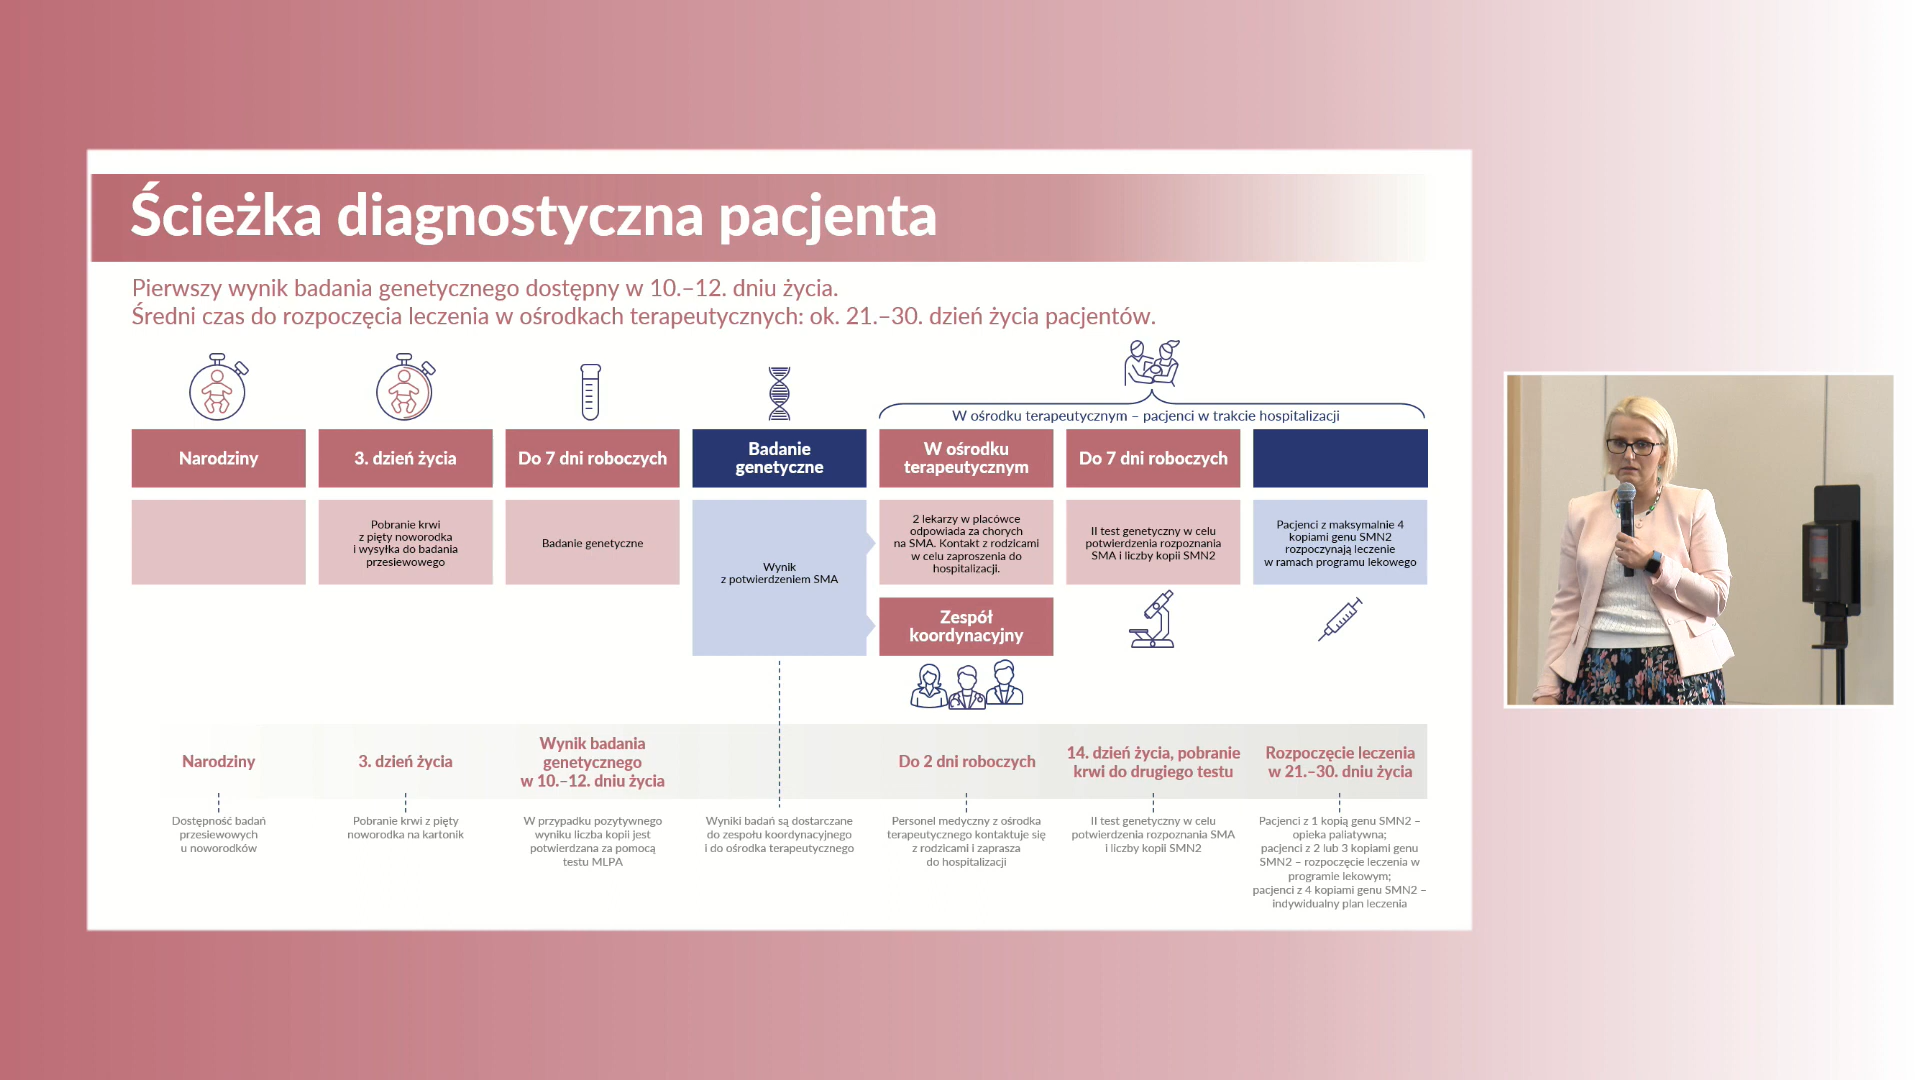 Ścieżka diagnostyczna pacjenta
Pierwszy wynik badania genetycznego dostępny w 10.–12. dniu życia.
Średni czas do rozpoczęcia leczenia w ośrodkach terapeutycznych: ok. 21.–30. dzień życia pacjentów.
W ośrodku terapeutycznym – pacjenci w trakcie hospitalizacji
Narodziny
3. dzień życia
Pobranie krwi
z pięty noworodka
i wysyłka do badania
przesiewowego
Do 7 dni roboczych
Badanie genetyczne
Badanie
genetyczne
Wynik
z potwierdzeniem SMA
W ośrodku
terapeutycznym
2 lekarzy w placówce
odpowiada za chorych
na SMA. Kontakt z rodzicami
w celu zaproszenia do
hospitalizacji.
Zespół
koordynacyjny
Do 7 dni roboczych
II test genetyczny w celu
potwierdzenia rozpoznania
SMA i liczby kopii SMN2
Pacjenci z maksymalnie 4
kopiami genu SMN2
rozpoczynają leczenie
w ramach programu lekowego
Narodziny
Dostępność badań
przesiewowych
u noworodków
3. dzień życia
Pobranie krwi z pięty
noworodka na kartonik
Wynik badania
genetycznego
w 10.–12. dniu życia
W przypadku pozytywnego
wyniku liczba kopii jest
potwierdzana za pomocą
testu MLPA
Wyniki badań są dostarczane
do zespołu koordynacyjnego
i do ośrodka terapeutycznego
Do 2 dni roboczych
Personel medyczny z ośrodka
terapeutycznego kontaktuje się
z rodzicami i zaprasza
do hospitalizacji
14. dzień życia, pobranie
krwi do drugiego testu
II test genetyczny w celu
potwierdzenia rozpoznania SMA
i liczby kopii SMN2
Rozpoczęcie leczenia
w 21.–30. dniu życia
Pacjenci z 1 kopią genu SMN2 –
opieka paliatywna;
pacjenci z 2 lub 3 kopiami genu
SMN2 – rozpoczęcie leczenia w
programie lekowym;
pacjenci z 4 kopiami genu SMN2 –
indywidualny plan leczenia